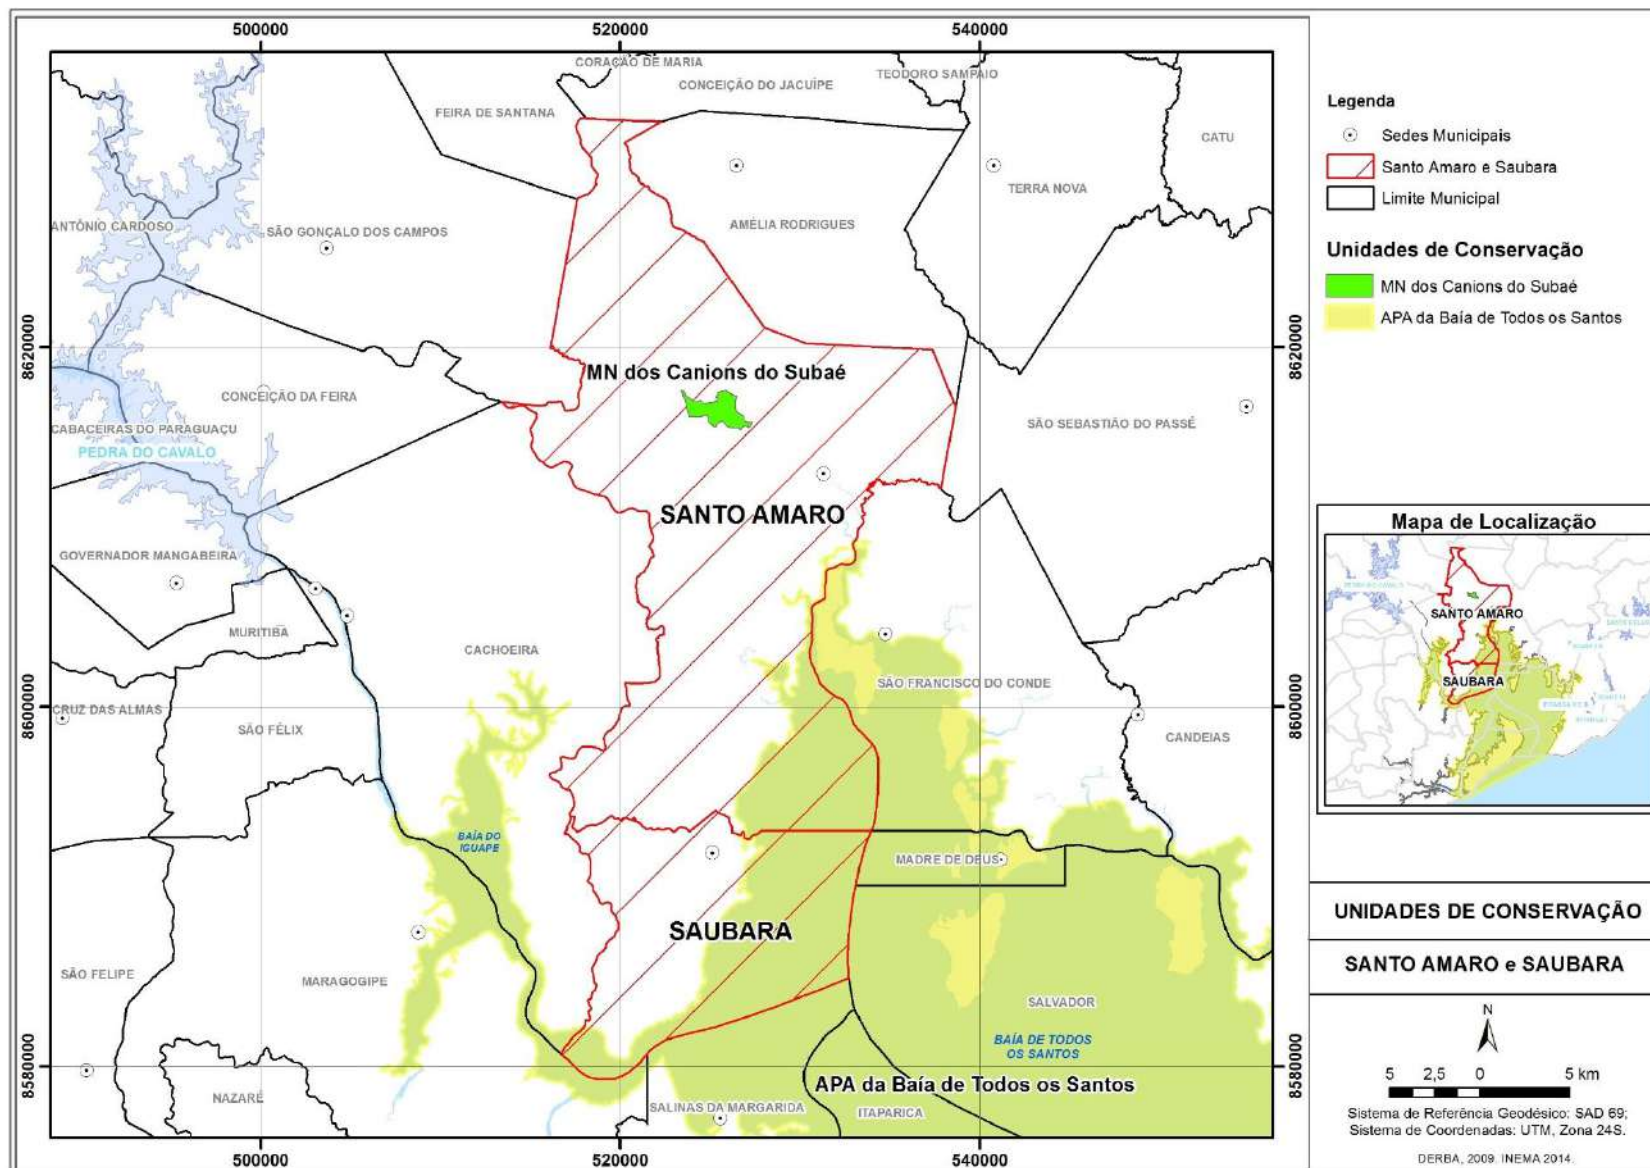 500000
520000
540000
CORAÇÃO DE MARIA
CONCEIÇÃO DO JACUÍPE
TEODORO SAMPAIO
FEIRA DE SANTANA
CATU
TERRA NOVA
ANTÔNIO CARDOSO
SÃO GONÇALO DOS CAMPOS
AMÉLIA RODRIGUES
8620000
8620000
MN dos Canions do Subaé
CONCEIÇÃO DA FEIRA
CABACEIRAS DO PARAGUAÇU
SÃO SEBASTIÃO DO PASSÉ
PEDRA DO CAVALO
SANTO AMARO
GOVERNADOR MANGABEIRA
MURITIBA
CACHOEIRA
SÃO FRANCISCO DO CONDE
8600000
8600000
CRUZ DAS ALMAS
SÃO FÉLIX
CANDEIAS
BAÍA DO
IGUAPE
MADRE DE DEUS
SAUBARA
SÃO FELIPE
MARAGOGIPE
SALVADOR
BAÍA DE TODOS
OS SANTOS
8580000
8580000
APA da Baía de Todos os Santos
NAZARÉ
SALINAS DA MARGARIDA
ITAPARICA
500000
520000
540000
Legenda
Sedes Municipais
Santo Amaro e Saubara
Limite Municipal
Unidades de Conservação
MN dos Canions do Subaé
APA da Baía de Todos os Santos
Mapa de Localização
SANTO AMARO
SAUBARA
UNIDADES DE CONSERVAÇÃO
SANTO AMARO e SAUBARA
N
5 2,5 0 5 km
Sistema de Referência Geodésico: SAD 69;
Sistema de Coordenadas: UTM, Zona 24S.
DERBA, 2009. INEMA 2014.